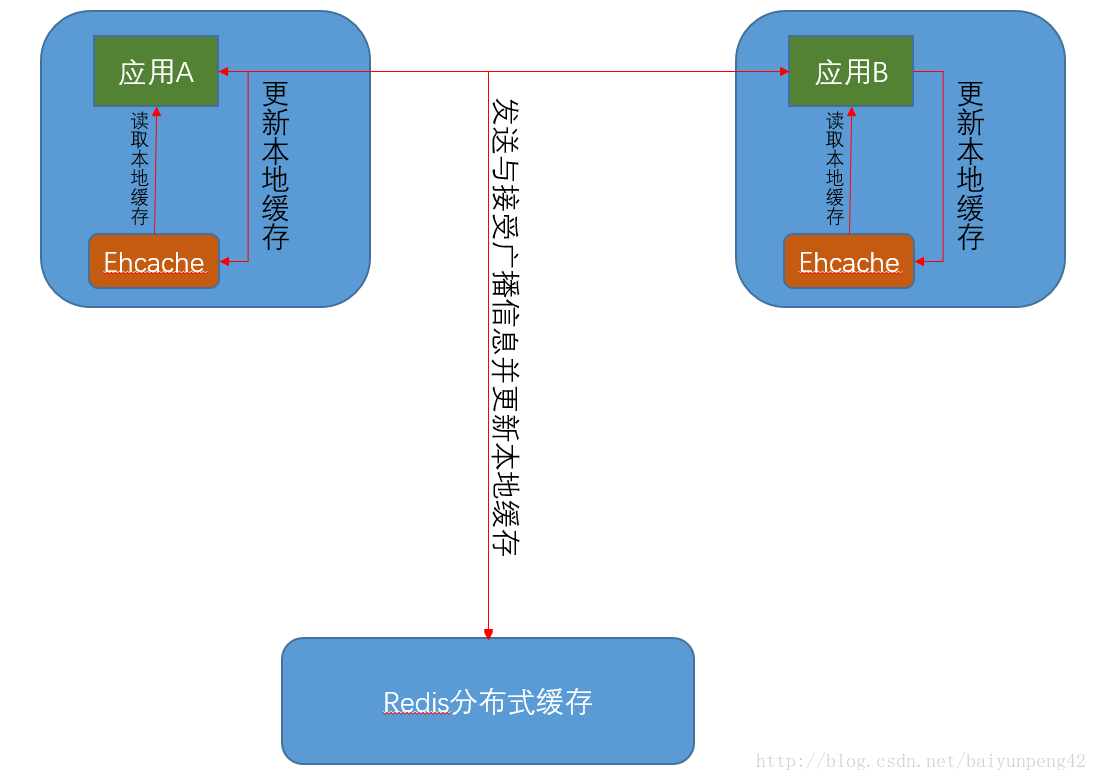 应用A
读取本地缓存
更新本地缓存
Ehcache
发送与接受广播信息并更新本地缓存
应用B
读取本地缓存
更新本地缓存
Ehcache
Redis分布式缓存
http://blog.csdn.net/baiyunpeng42